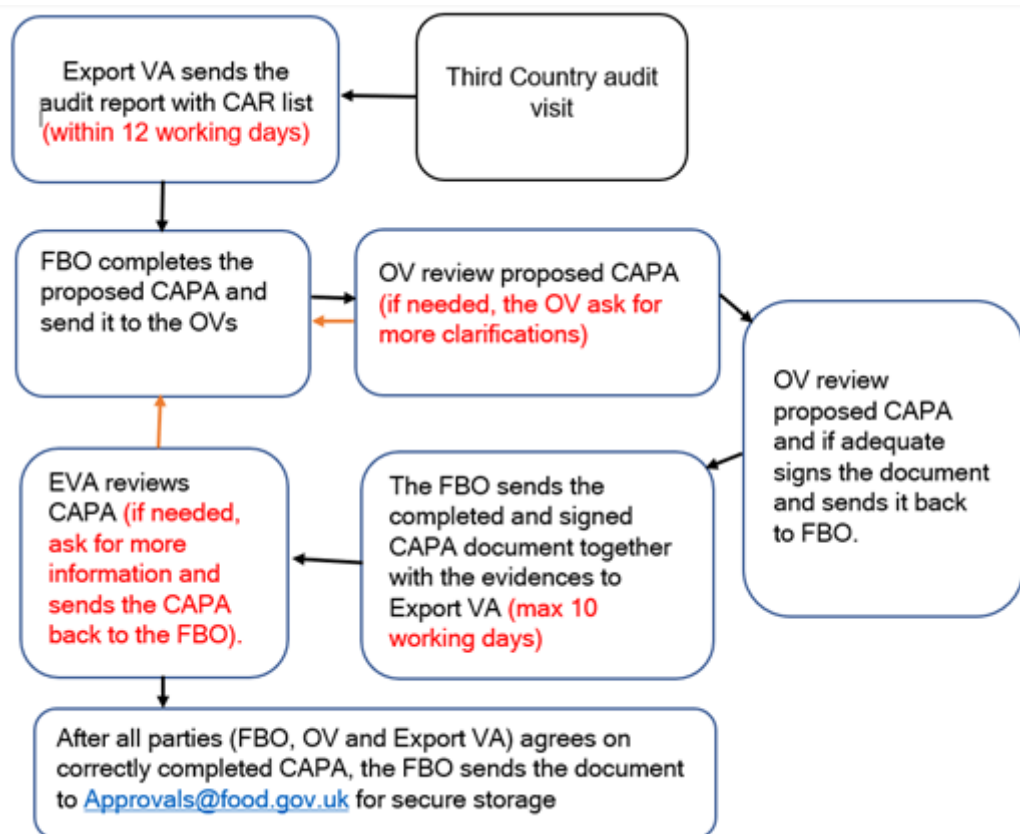 Third Country audit
visit
Export VA sends the
audit report with CAR list
(within 12 working days)
FBO completes the
proposed CAPA and
send it to the OVs
OV review proposed CAPA
(if needed, the OV ask for
more clarifications)
OV review
proposed CAPA
and if adequate
signs the document
and sends it back
to FBO.
The FBO sends the
completed and signed
CAPA document together
with the evidences to
Export VA (max 10
working days)
EVA reviews
CAPA (if needed,
ask for more
information and
sends the CAPA
back to the FBO).
After all parties (FBO, OV and Export VA) agrees on
correctly completed CAPA, the FBO sends the document
to Approvals@food.gov.uk for secure storage